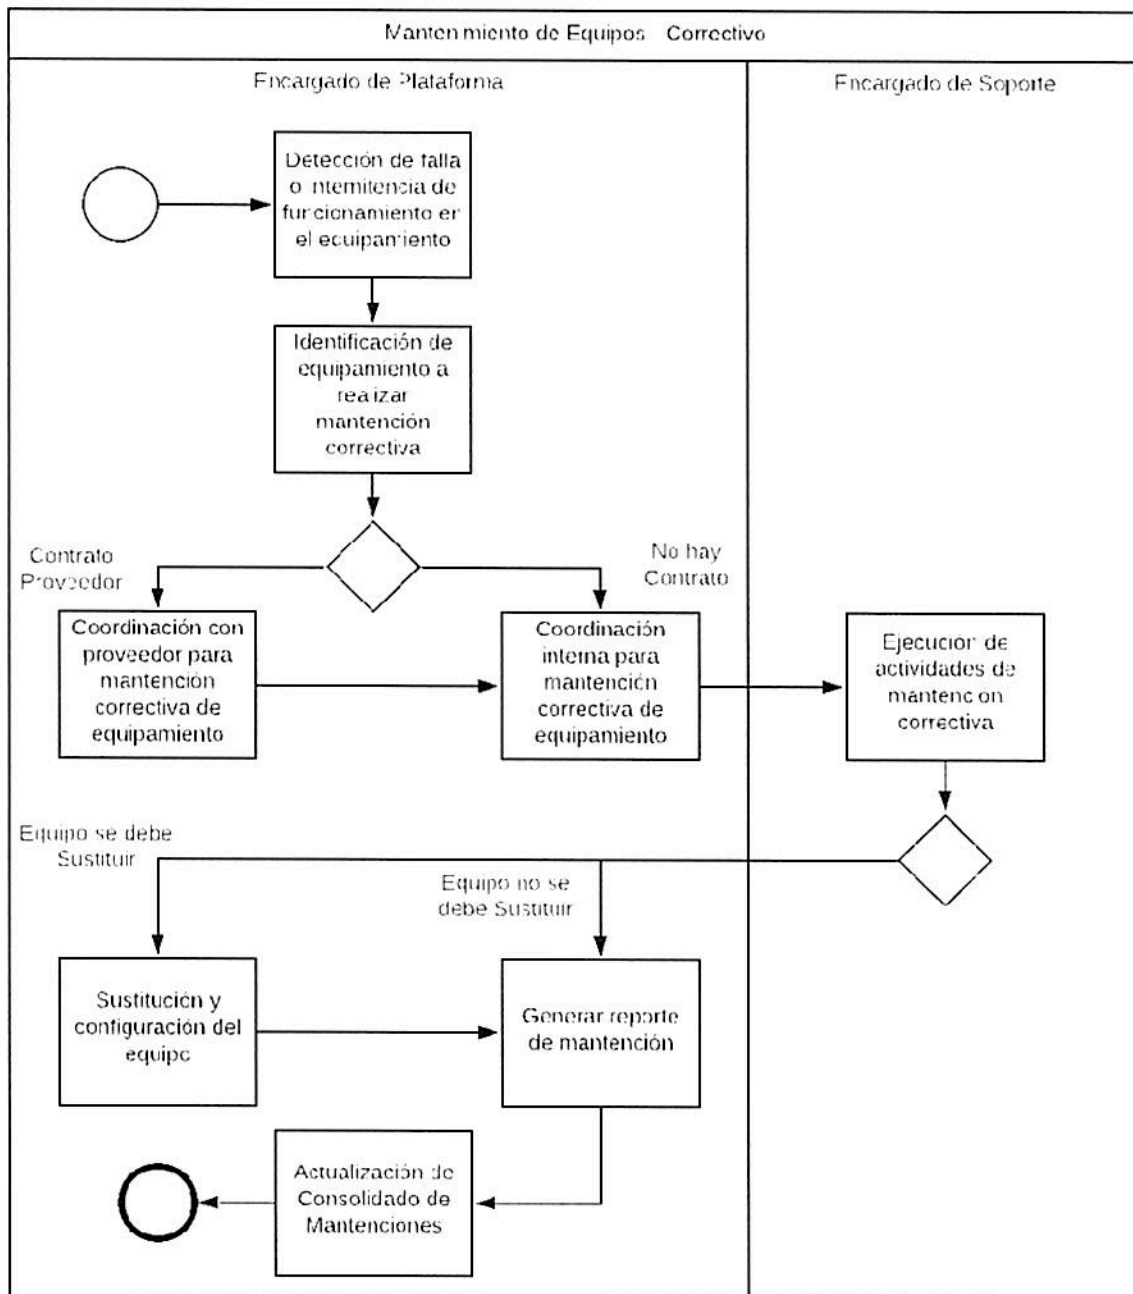 Mantenimiento de Equipos Correctivo
Encargado de Plataforma
Encargado de Soporte
Detección de falla
o intemitencia de
funcionamiento en
el equipamiento
Identificación de
equipamiento a
realizar
mantención
correctiva
Contrato
Proveedor
No hay
Contrato
Coordinación con
proveedor para
mantención
correctiva de
equipamiento
Coordinación
interna para
mantención
correctiva de
equipamiento
Ejecución de
actividades de
mantención
correctiva
Equipo se debe
Sustituir
Equipo no se
debe Sustituir
Sustitución y
configuración del
equipo
Generar reporte
de mantención
Actualización de
Consolidado de
Mantenciones